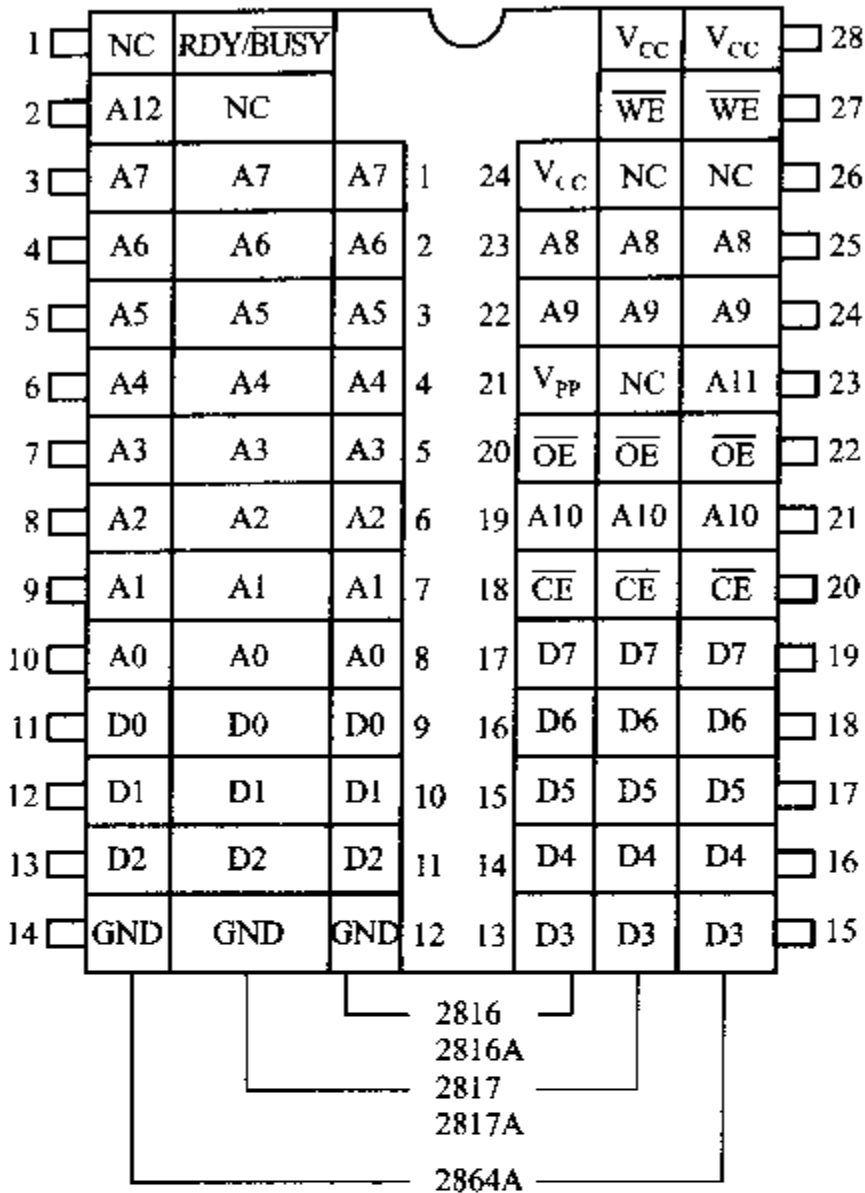 1 NC RDY/BUSY V_CC V_CC 28
2 A12 NC WE WE 27
3 A7 A7 A7 1 24 V_CC NC NC 26
4 A6 A6 A6 2 23 A8 A8 A8 25
5 A5 A5 A5 3 22 A9 A9 A9 24
6 A4 A4 A4 4 21 V_PP NC A11 23
7 A3 A3 A3 5 20 OE OE OE 22
8 A2 A2 A2 6 19 A10 A10 A10 21
9 A1 A1 A1 7 18 CE CE CE 20
10 A0 A0 A0 8 17 D7 D7 D7 19
11 D0 D0 D0 9 16 D6 D6 D6 18
12 D1 D1 D1 10 15 D5 D5 D5 17
13 D2 D2 D2 11 14 D4 D4 D4 16
14 GND GND GND 12 13 D3 D3 D3 15
2816
2816A
2817
2817A
2864A